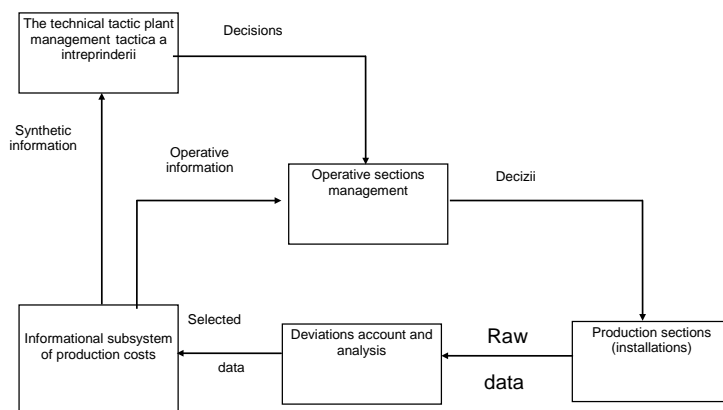 The technical tactic plant
management tactica a
intreprinderii
Decisions
Synthetic
information
Operative
information
Operative sections
management
Decizii
Informational subsystem
of production costs
Selected
data
Deviations account and
analysis
Raw
data
Production sections
(installations)